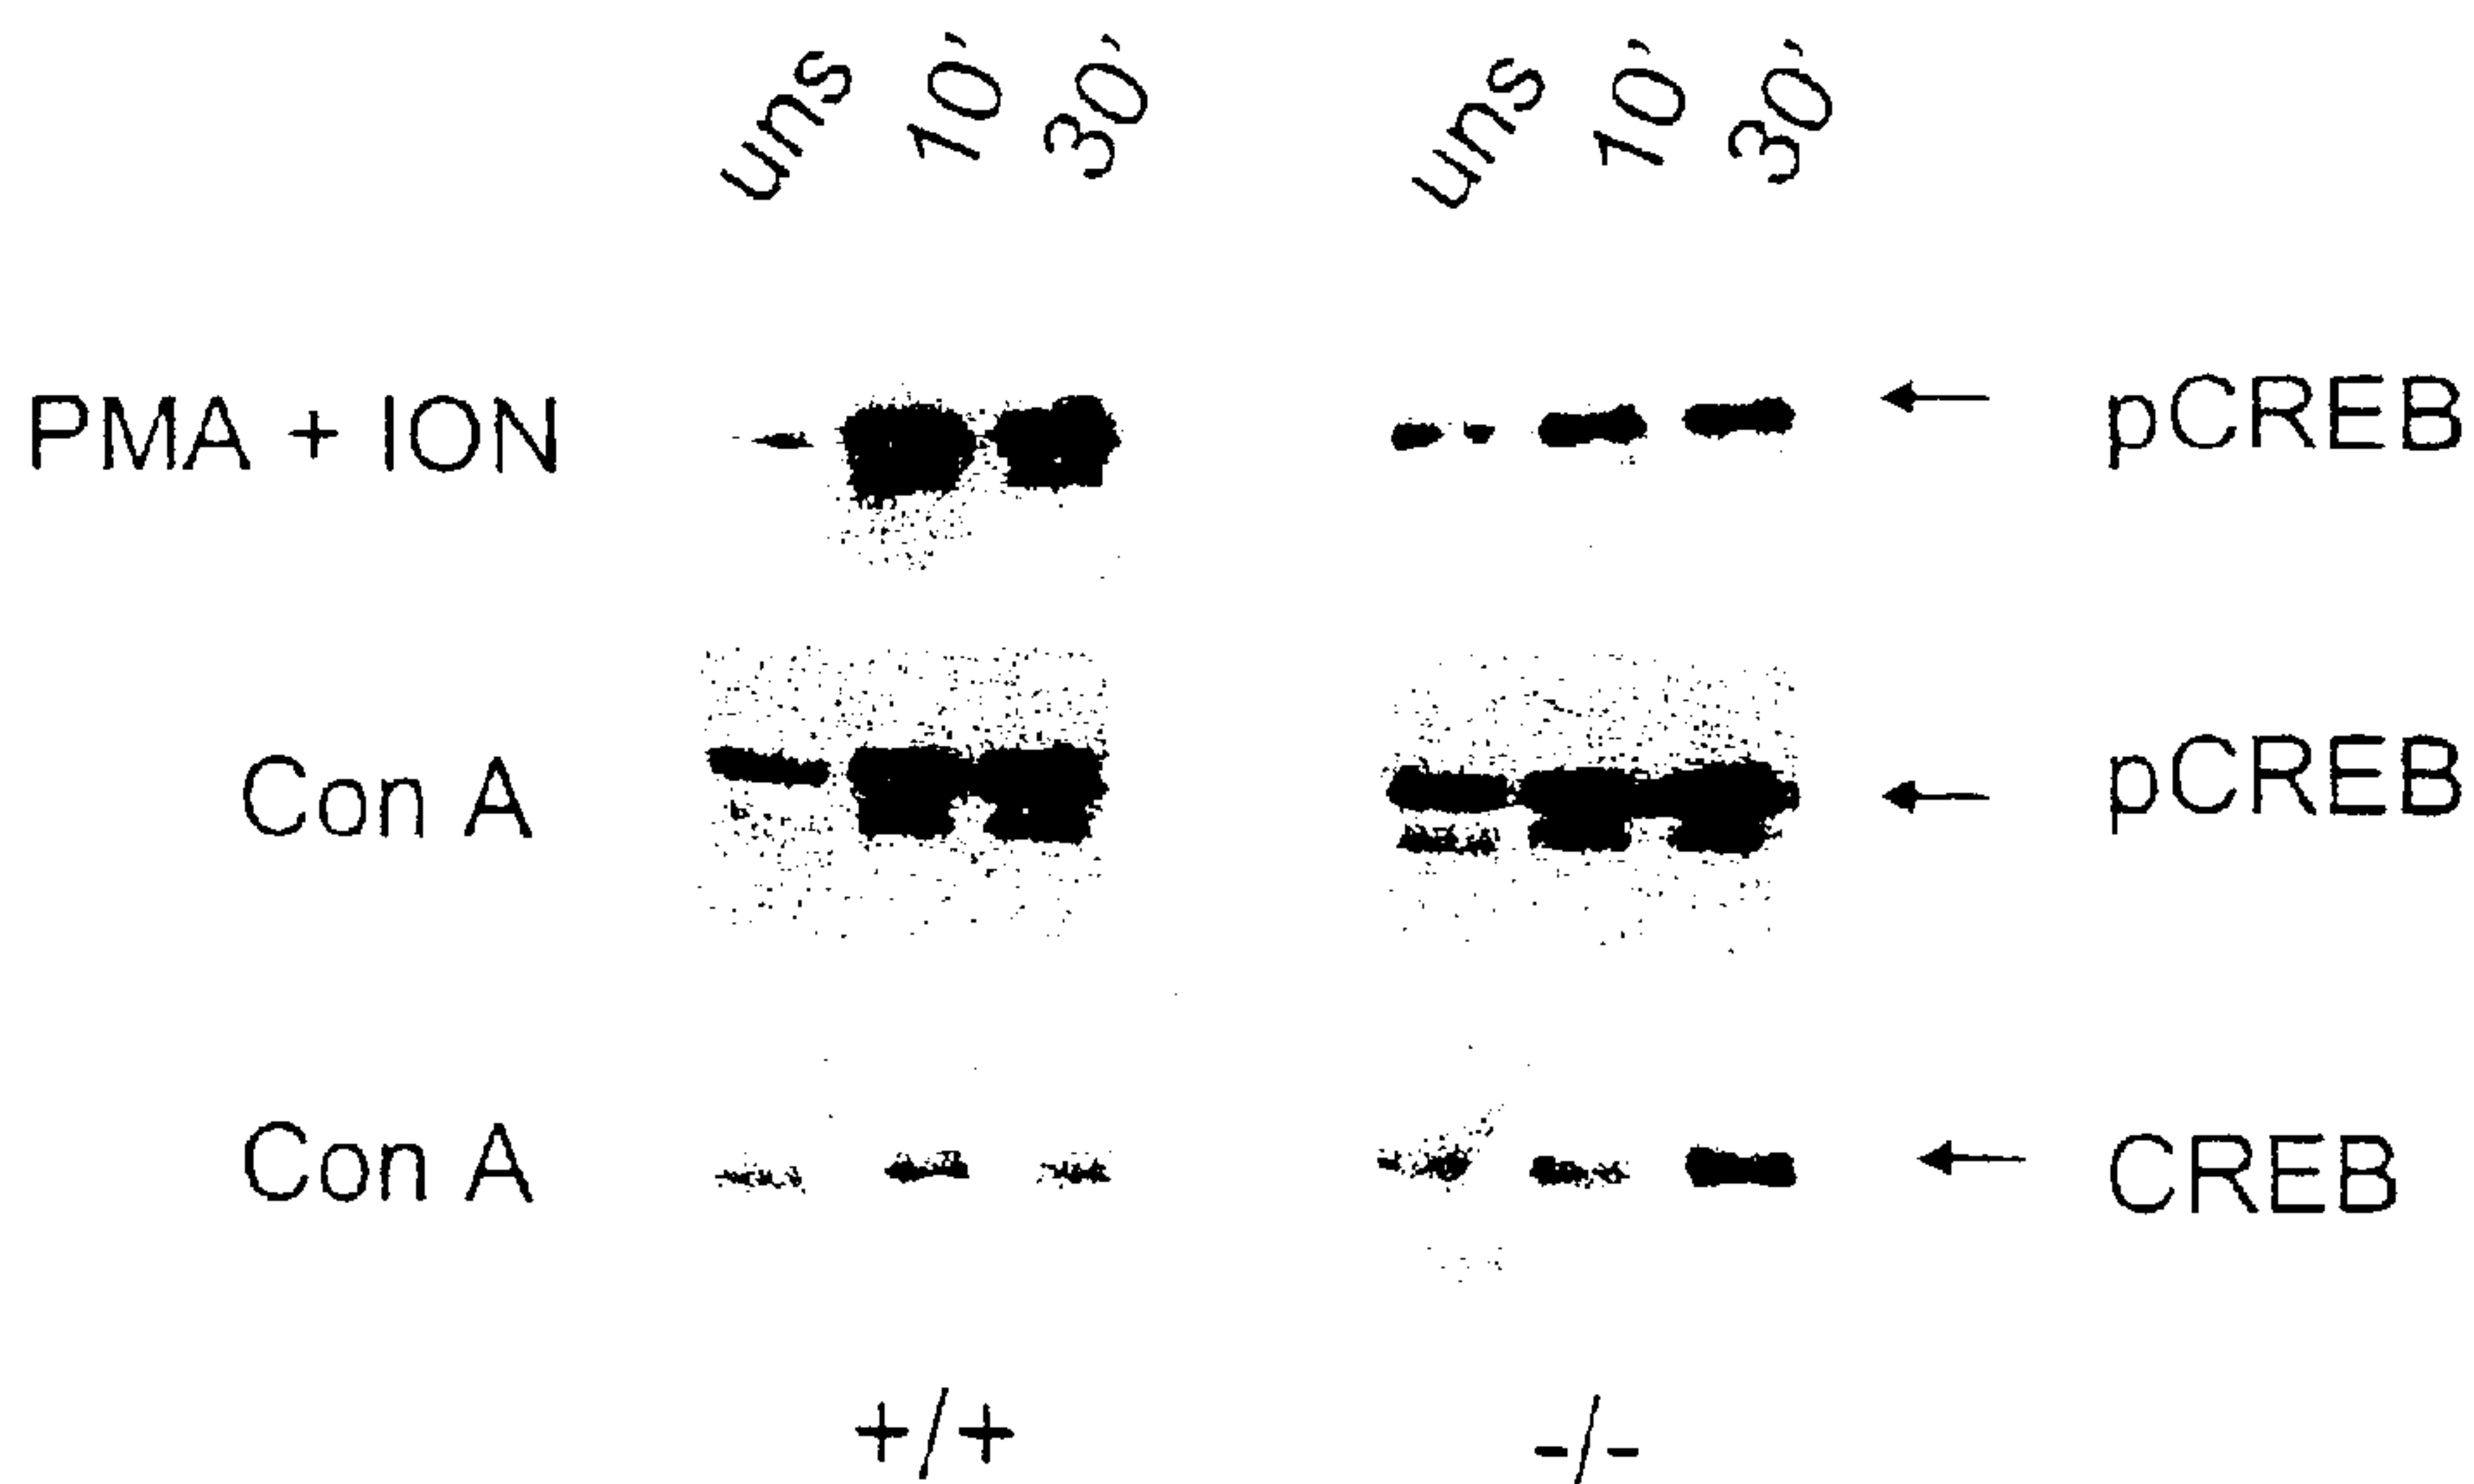 uns 10' 30' uns 10' 30'
PMA + ION pCREB
Con A pCREB
Con A CREB
+/+ -/-